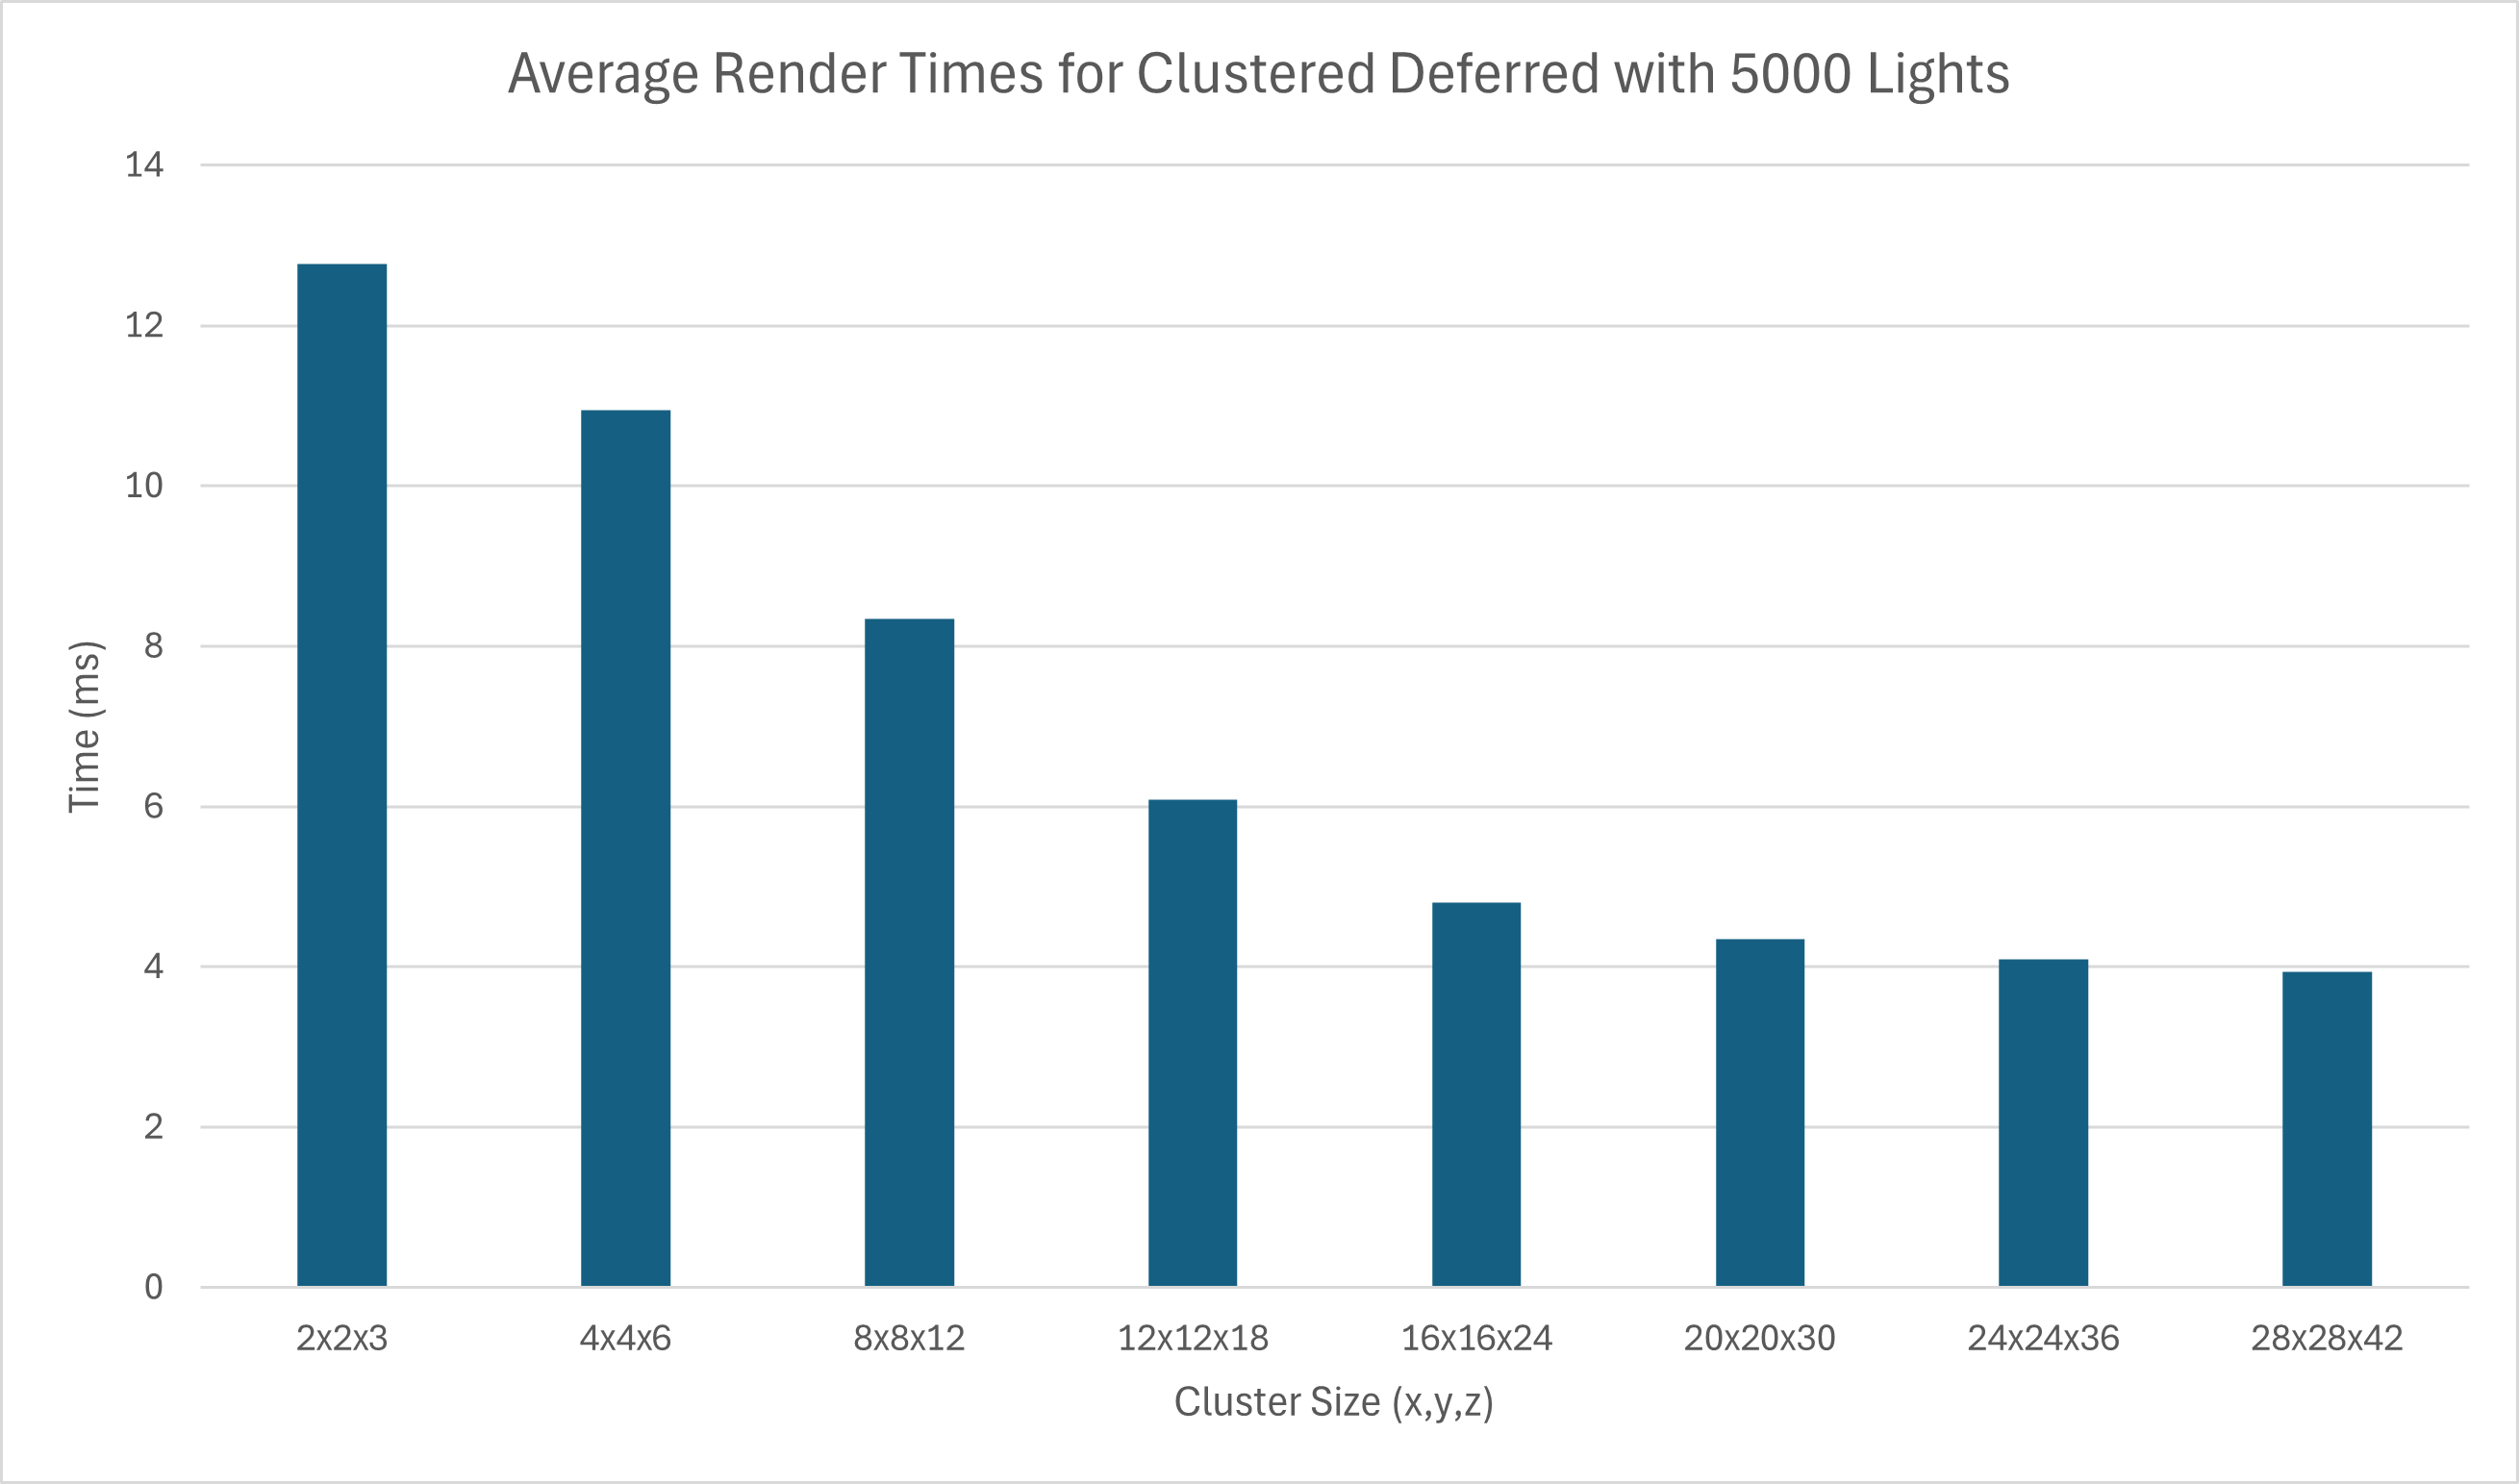 Average Render Times for Clustered Deferred with 5000 Lights
14
12
10
8
6
4
2
0
Time (ms)
2x2x3 4x4x6 8x8x12 12x12x18 16x16x24 20x20x30 24x24x36 28x28x42
Cluster Size (x,y,z)